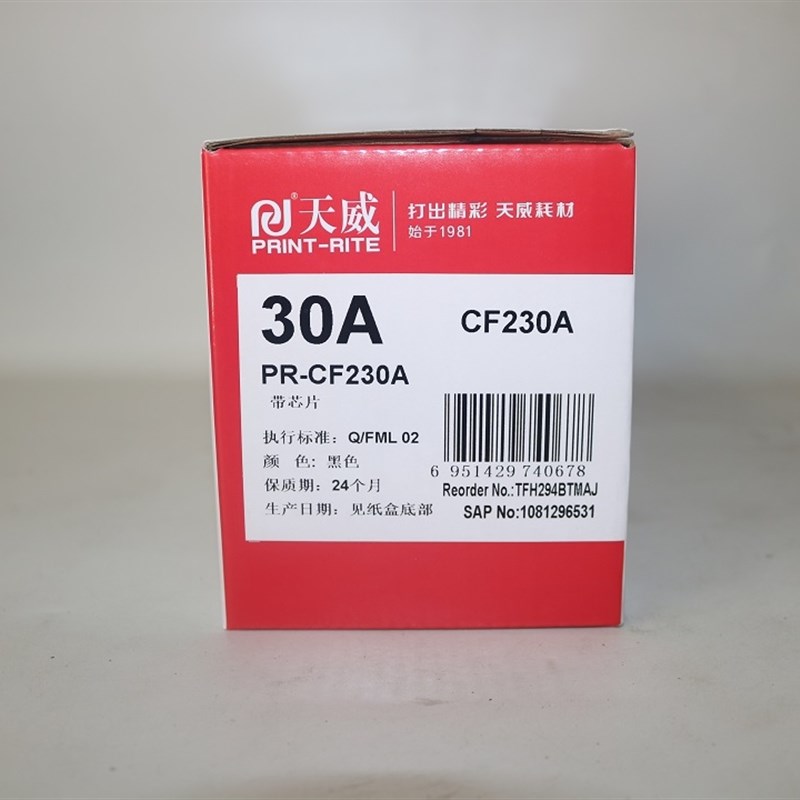 天威
PRINT-RITE
打出精彩 天威耗材
始于1981
30A
CF230A
PR-CF230A
带芯片
执行标准：Q/FML 02
颜 色：黑色
保质期：24个月
生产日期：见纸盒底部
6 951429 740678
Reorder No.:TFH294BTMAJ
SAP No:1081296531